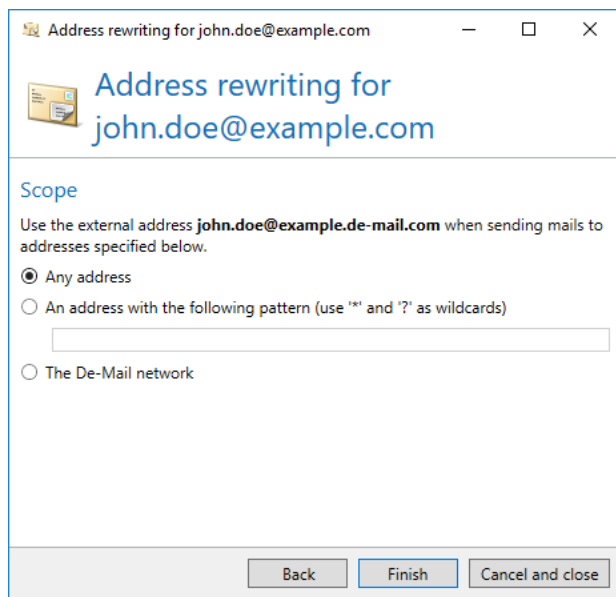 Address rewriting for john.doe@example.com
Address rewriting for
john.doe@example.com
Scope
Use the external address john.doe@example.de-mail.com when sending mails to
addresses specified below.
Any address
An address with the following pattern (use '*' and '?' as wildcards)
The De-Mail network
Back Finish Cancel and close